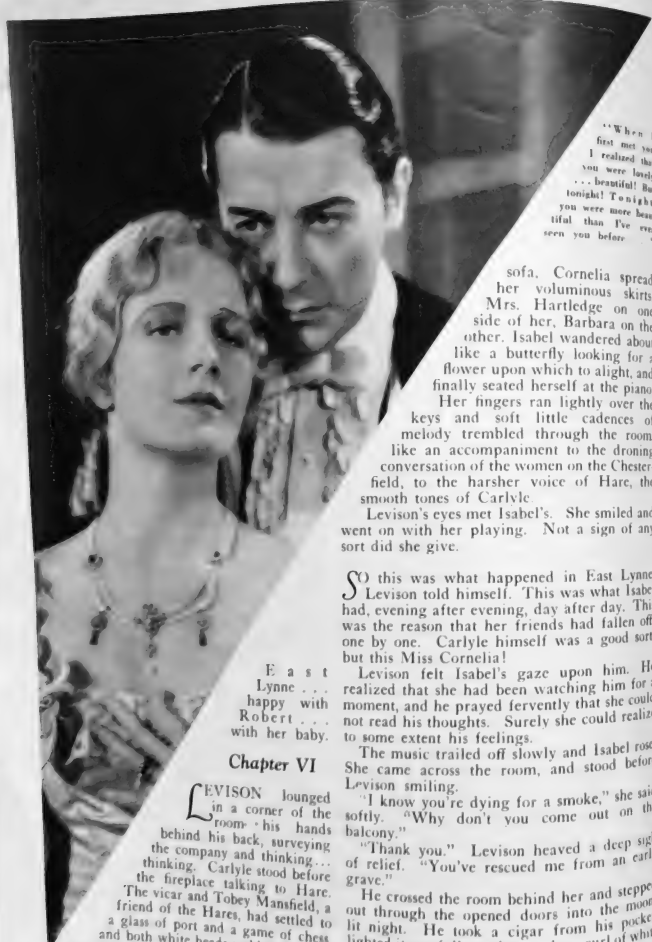 "When I
first met you
I realized that
you were lovely
... beautiful! But
tonight! Tonight
you were more beau-
tiful than I've ever
seen you before
East
Lynne . . .
happy with
Robert . . .
with her baby.
Chapter VI
LEVISON lounged
in a corner of the
room - his hands
behind his back, surveying
the company and thinking...
thinking. Carlyle stood before
the fireplace talking to Hare.
The vicar and Tobey Mansfield, a
friend of the Hares, had settled to
a glass of port and a game of chess
and both white
sofa, Cornelia spread
her voluminous skirts
Mrs. Hartledge on one
side of her, Barbara on the
other. Isabel wandered about
like a butterfly looking for a
flower upon which to alight, and
finally seated herself at the piano
Her fingers ran lightly over the
keys and soft little cadences of
melody trembled through the room
like an accompaniment to the droning
conversation of the women on the Chester-
field, to the harsher voice of Hare, the
smooth tones of Carlyle.
Levison's eyes met Isabel's. She smiled and
went on with her playing. Not a sign of any
sort did she give.
SO this was what happened in East Lynne
Levison told himself. This was what Isabel
had, evening after evening, day after day. This
was the reason that her friends had fallen off
one by one. Carlyle himself was a good sort
but this Miss Cornelia!
Levison felt Isabel's gaze upon him. He
realized that she had been watching him for a
moment, and he prayed fervently that she could
not read his thoughts. Surely she could realize
to some extent his feelings.
The music trailed off slowly and Isabel rose
She came across the room, and stood before
Levison smiling.
"I know you're dying for a smoke," she said
softly. "Why don't you come out on the
balcony."
"Thank you." Levison heaved a deep sigh
of relief. "You've rescued me from an early
grave."
He crossed the room behind her and stepped
out through the opened doors into the moon-
lit night. He took a cigar from his pocket